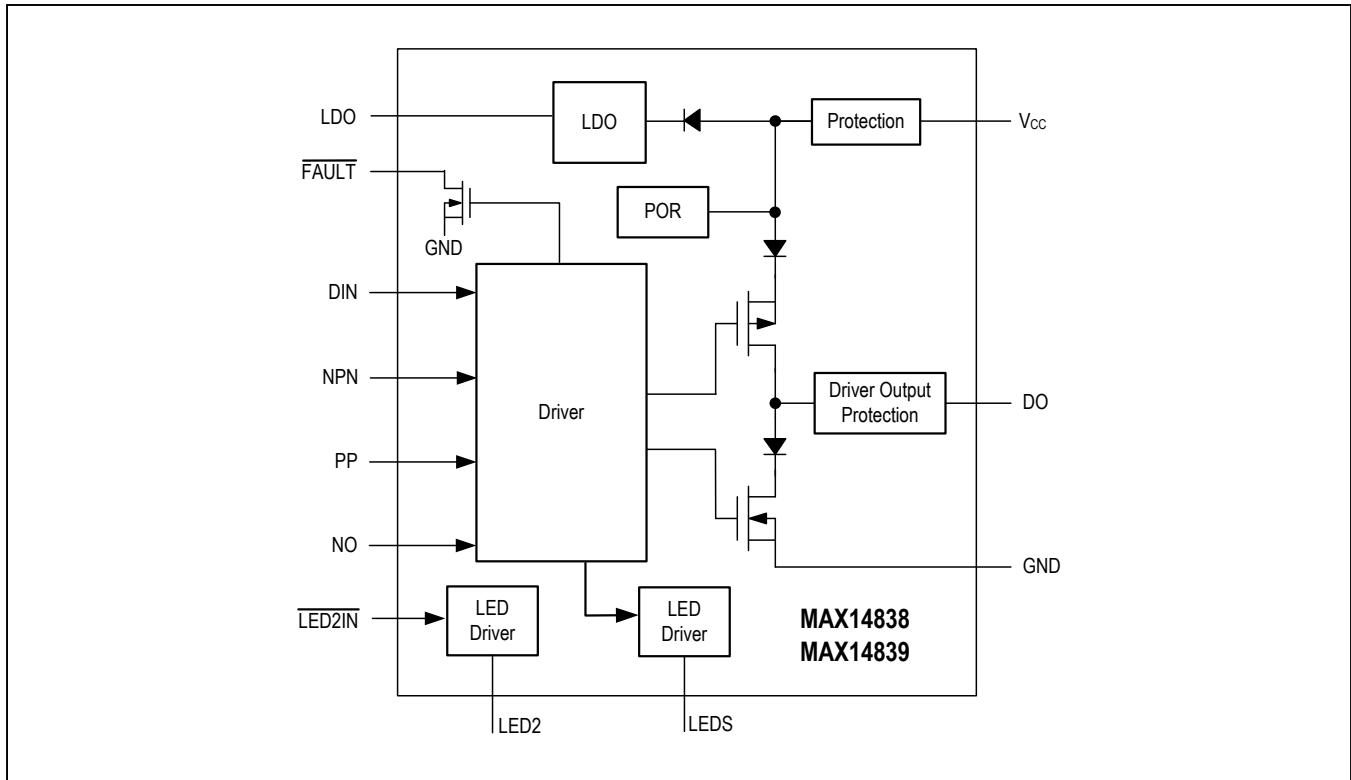 LDO
LDO
Protection
VCC
FAULT
POR
GND
DIN
NPN
Driver
Driver Output
Protection
DO
PP
NO
GND
LED2IN
LED
Driver
LED
Driver
MAX14838
MAX14839
LED2
LEDS